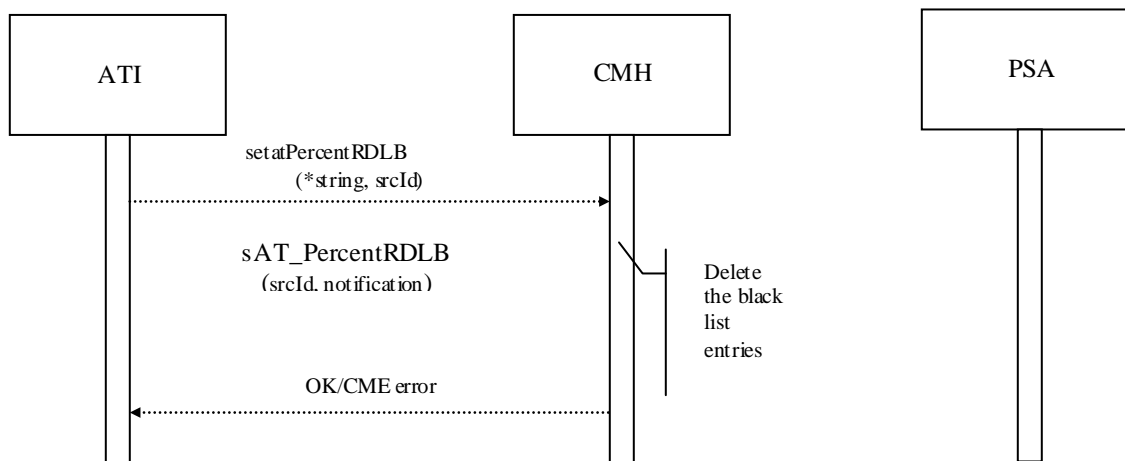 ATI
CMH
PSA
setatPercentRDLB
(*string, srcId)
sAT_PercentRDLB
(srcId, notification)
Delete
the black
list
entries
OK/CME error